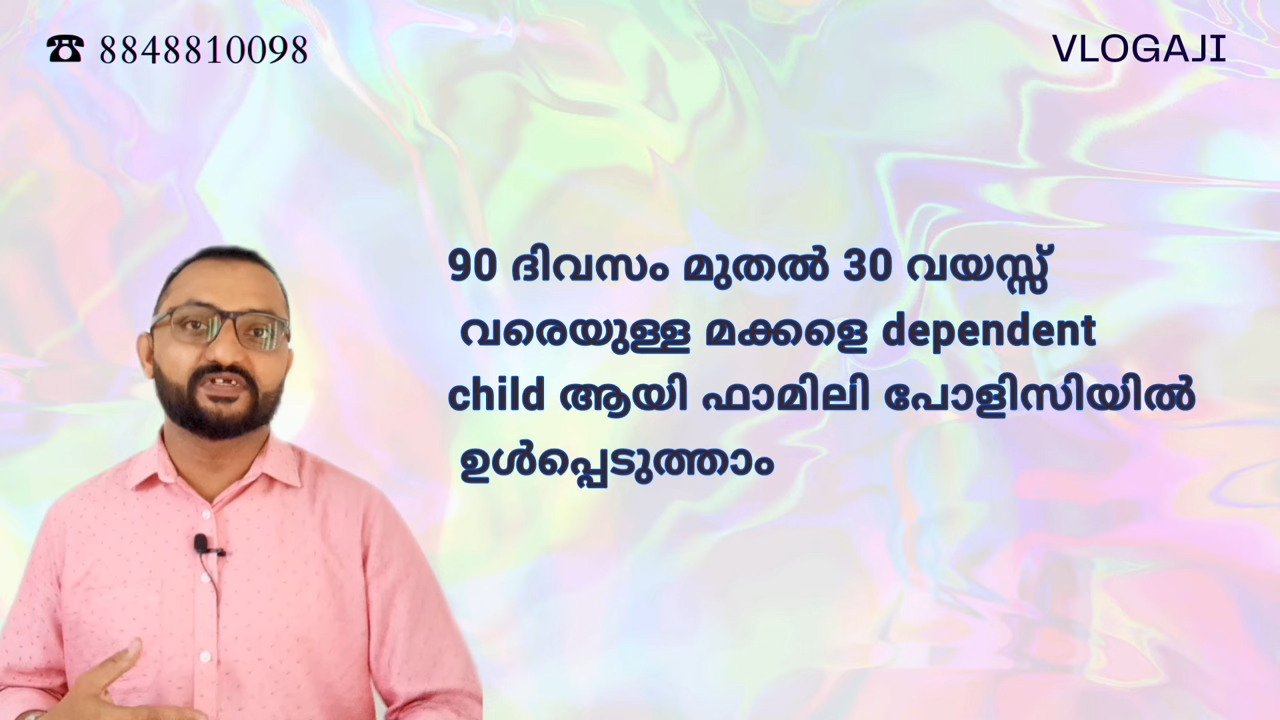 ☎ 8848810098
VLOGAJI
90 ദിവസം മുതൽ 30 വയസ്സ്
വരെയുള്ള മക്കളെ dependent
child ആയി ഫാമിലി പോളിസിയിൽ
ഉൾപ്പെടുത്താം